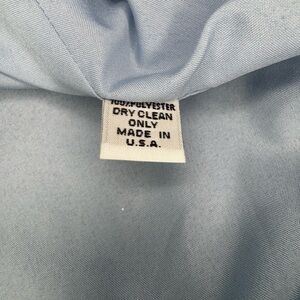 100% POLYESTER
DRY CLEAN
ONLY
MADE IN
U.S.A.